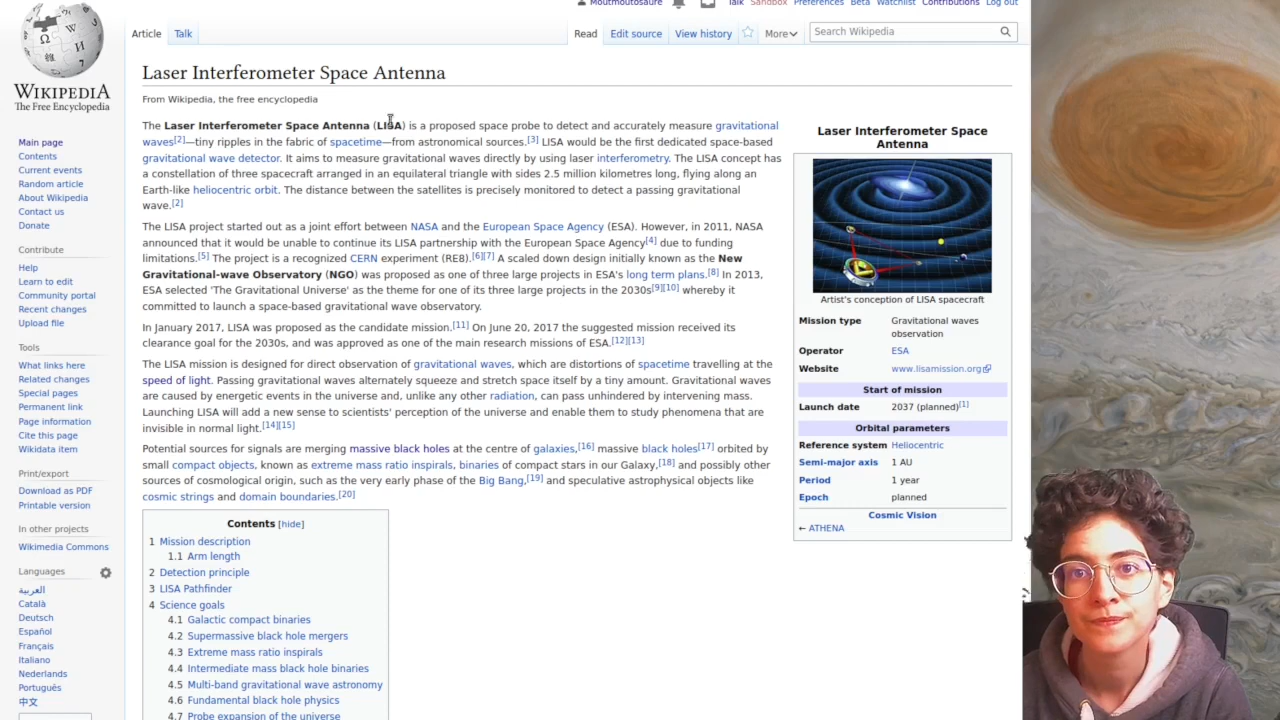 Moutmoutosaure Talk Sandbox Preferences Beta Watchlist Contributions Log out
Article Talk Read Edit source View history More Search Wikipedia
WIKIPEDIA
The Free Encyclopedia
Main page
Contents
Current events
Random article
About Wikipedia
Contact us
Donate
Contribute
Help
Learn to edit
Community portal
Recent changes
Upload file
Tools
What links here
Related changes
Special pages
Permanent link
Page information
Cite this page
Wikidata item
Print/export
Download as PDF
Printable version
In other projects
Wikimedia Commons
Languages
العربية
Català
Deutsch
Español
Français
Italiano
Nederlands
Português
中文
Laser Interferometer Space Antenna
From Wikipedia, the free encyclopedia
The Laser Interferometer Space Antenna (LISA) is a proposed space probe to detect and accurately measure gravitational
waves[2]—tiny ripples in the fabric of spacetime—from astronomical sources.[3] LISA would be the first dedicated space-based
gravitational wave detector. It aims to measure gravitational waves directly by using laser interferometry. The LISA concept has
a constellation of three spacecraft arranged in an equilateral triangle with sides 2.5 million kilometres long, flying along an
Earth-like heliocentric orbit. The distance between the satellites is precisely monitored to detect a passing gravitational
wave.[2]
The LISA project started out as a joint effort between NASA and the European Space Agency (ESA). However, in 2011, NASA
announced that it would be unable to continue its LISA partnership with the European Space Agency[4] due to funding
limitations.[5] The project is a recognized CERN experiment (RE8).[6][7] A scaled down design initially known as the New
Gravitational-wave Observatory (NGO) was proposed as one of three large projects in ESA's long term plans.[8] In 2013,
ESA selected 'The Gravitational Universe' as the theme for one of its three large projects in the 2030s[9][10] whereby it
committed to launch a space-based gravitational wave observatory.
In January 2017, LISA was proposed as the candidate mission.[11] On June 20, 2017 the suggested mission received its
clearance goal for the 2030s, and was approved as one of the main research missions of ESA.[12][13]
The LISA mission is designed for direct observation of gravitational waves, which are distortions of spacetime travelling at the
speed of light. Passing gravitational waves alternately squeeze and stretch space itself by a tiny amount. Gravitational waves
are caused by energetic events in the universe and, unlike any other radiation, can pass unhindered by intervening mass.
Launching LISA will add a new sense to scientists' perception of the universe and enable them to study phenomena that are
invisible in normal light.[14][15]
Potential sources for signals are merging massive black holes at the centre of galaxies,[16] massive black holes[17] orbited by
small compact objects, known as extreme mass ratio inspirals, binaries of compact stars in our Galaxy,[18] and possibly other
sources of cosmological origin, such as the very early phase of the Big Bang,[19] and speculative astrophysical objects like
cosmic strings and domain boundaries.[20]
Contents [hide]
1 Mission description
1.1 Arm length
2 Detection principle
3 LISA Pathfinder
4 Science goals
4.1 Galactic compact binaries
4.2 Supermassive black hole mergers
4.3 Extreme mass ratio inspirals
4.4 Intermediate mass black hole binaries
4.5 Multi-band gravitational wave astronomy
4.6 Fundamental black hole physics
4.7 Probe expansion of the universe
Laser Interferometer Space
Antenna
Artist's conception of LISA spacecraft
Mission type Gravitational waves
observation
Operator ESA
Website www.lisamission.org
Start of mission
Launch date 2037 (planned)[1]
Orbital parameters
Reference system Heliocentric
Semi-major axis 1 AU
Period 1 year
Epoch planned
Cosmic Vision
← ATHENA